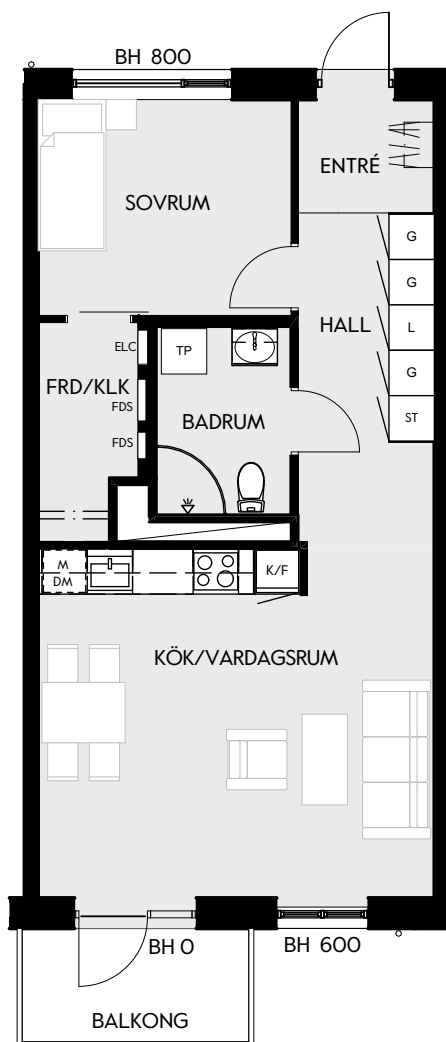 BH 800
ENTRÉ
SOVRUM
G
G
HALL
L
ELC
TP
G
FRD/KLK
FDS
BADRUM
ST
FDS
M
DM
K/F
KÖK/VARDAGSRUM
BH 0
BH 600
BALKONG